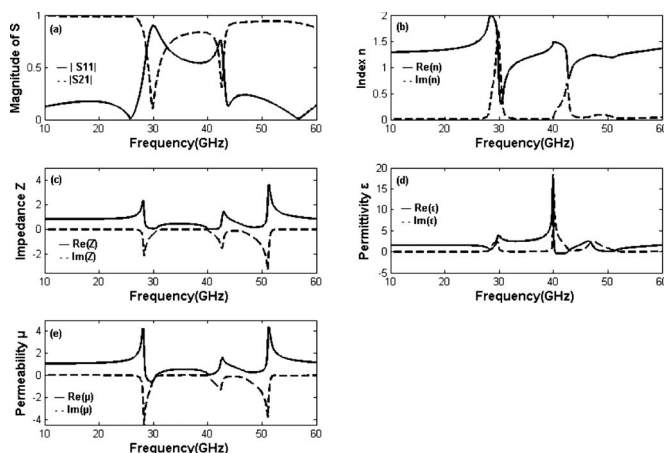 (a)
Magnitude of S
1
0.5
0
— | S11|
---|S21|
10 20 30 40 50 60
Frequency(GHz)
(b)
Index n
2
1.5
1
0.5
0
— Re(n)
--- Im(n)
10 20 30 40 50 60
Frequency(GHz)
(c)
Impedance Z
4
2
0
-2
— Re(Z)
--- Im(Z)
10 20 30 40 50 60
Frequency(GHz)
(d)
Permittivity ε
20
15
10
5
0
-5
— Re(ε)
--- Im(ε)
10 20 30 40 50 60
Frequency(GHz)
(e)
Permeability μ
4
2
0
-2
-4
— Re(μ)
--- Im(μ)
10 20 30 40 50 60
Frequency(GHz)